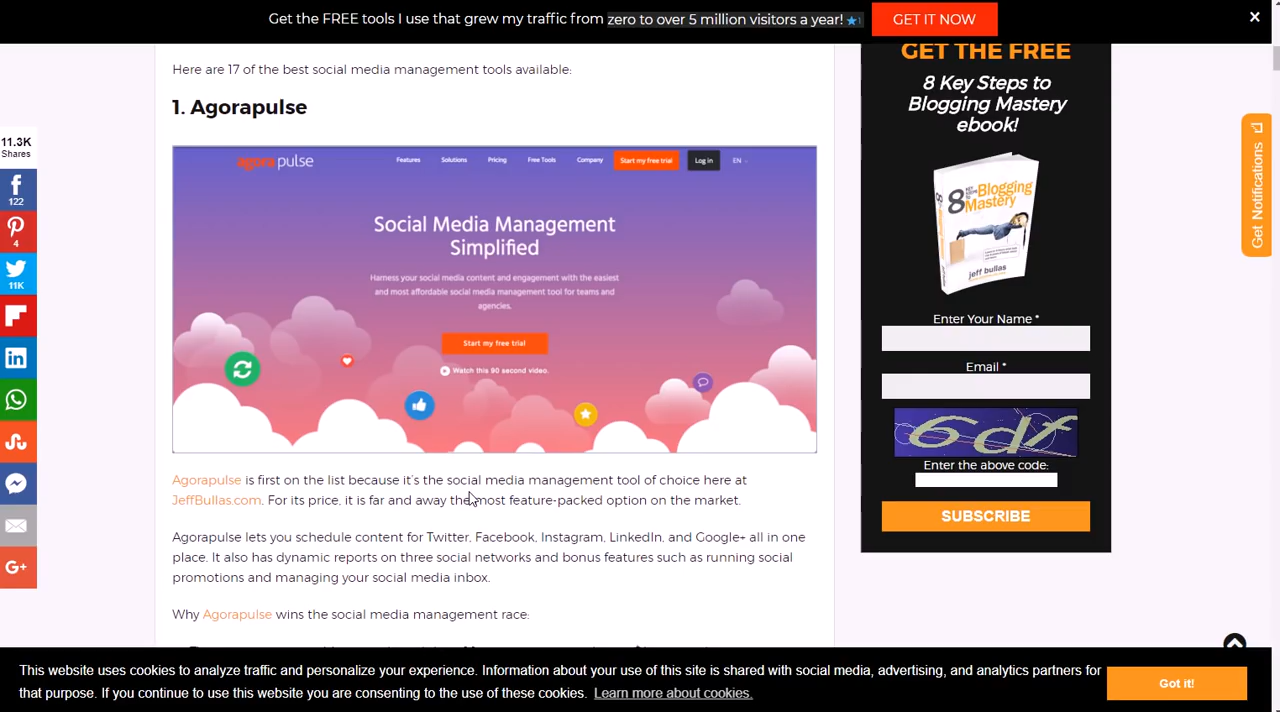 Get the FREE tools I use that grew my traffic from zero to over 5 million visitors a year! ★1
GET IT NOW
×
Here are 17 of the best social media management tools available:
1. Agorapulse
11.3K
Shares
122
4
11K
G+
agorapulse
Features
Solutions
Pricing
Free Tools
Company
Start my free trial
Log in
EN
Social Media Management
Simplified
Harness your social media content and engagement with the easiest
and most affordable social media management tool for teams and
agencies.
Start my free trial
Watch this 90 second video.
Agorapulse is first on the list because it's the social media management tool of choice here at
JeffBullas.com. For its price, it is far and away the most feature-packed option on the market.
Agorapulse lets you schedule content for Twitter, Facebook, Instagram, LinkedIn, and Google+ all in one
place. It also has dynamic reports on three social networks and bonus features such as running social
promotions and managing your social media inbox.
Why Agorapulse wins the social media management race:
GET THE FREE
8 Key Steps to
Blogging Mastery
ebook!
8 KEY STEPS TO
Blogging
Mastery
jeff bullas
Enter Your Name *
Email *
6df
Enter the above code:
SUBSCRIBE
Get Notifications
This website uses cookies to analyze traffic and personalize your experience. Information about your use of this site is shared with social media, advertising, and analytics partners for
that purpose. If you continue to use this website you are consenting to the use of these cookies. Learn more about cookies.
Got it!